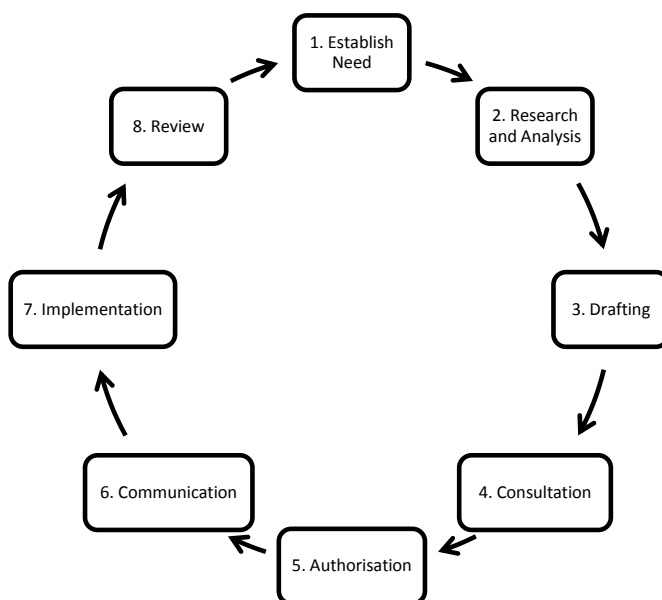 1. Establish
Need
2. Research
and Analysis
3. Drafting
4. Consultation
5. Authorisation
6. Communication
7. Implementation
8. Review